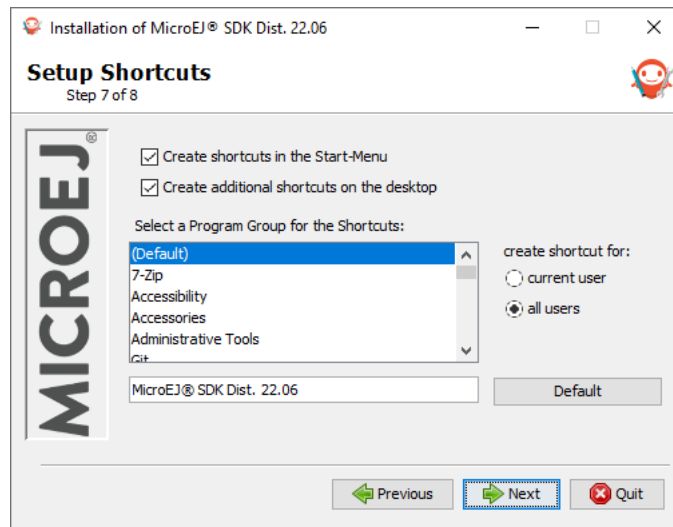 Installation of MicroEJ® SDK Dist. 22.06
Setup Shortcuts
Step 7 of 8
MICROEJ®
Create shortcuts in the Start-Menu
Create additional shortcuts on the desktop
Select a Program Group for the Shortcuts:
(Default)
7-Zip
Accessibility
Accessories
Administrative Tools
Git
create shortcut for:
current user
all users
MicroEJ® SDK Dist. 22.06
Default
Previous
Next
Quit